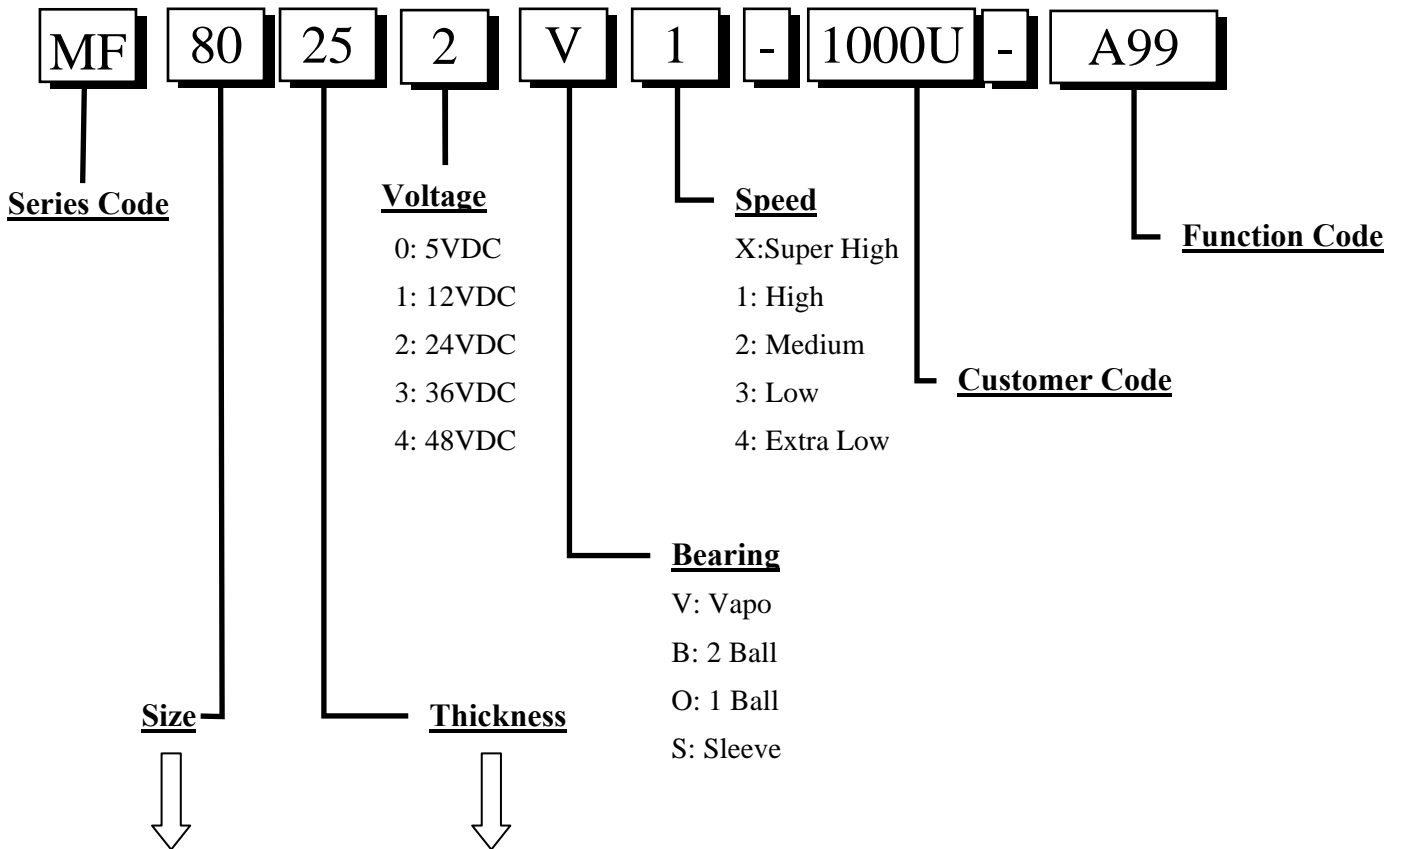 MF 80 25 2 V 1 - 1000U - A99
Series Code
Voltage
0: 5VDC
1: 12VDC
2: 24VDC
3: 36VDC
4: 48VDC
Speed
X:Super High
1: High
2: Medium
3: Low
4: Extra Low
Function Code
Customer Code
Bearing
V: Vapo
B: 2 Ball
O: 1 Ball
S: Sleeve
Size
Thickness